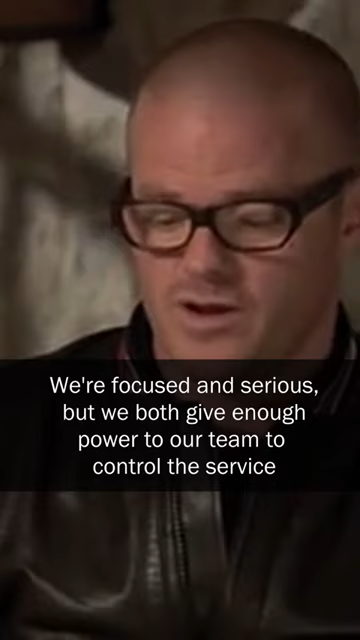 We're focused and serious,
but we both give enough
power to our team to
control the service